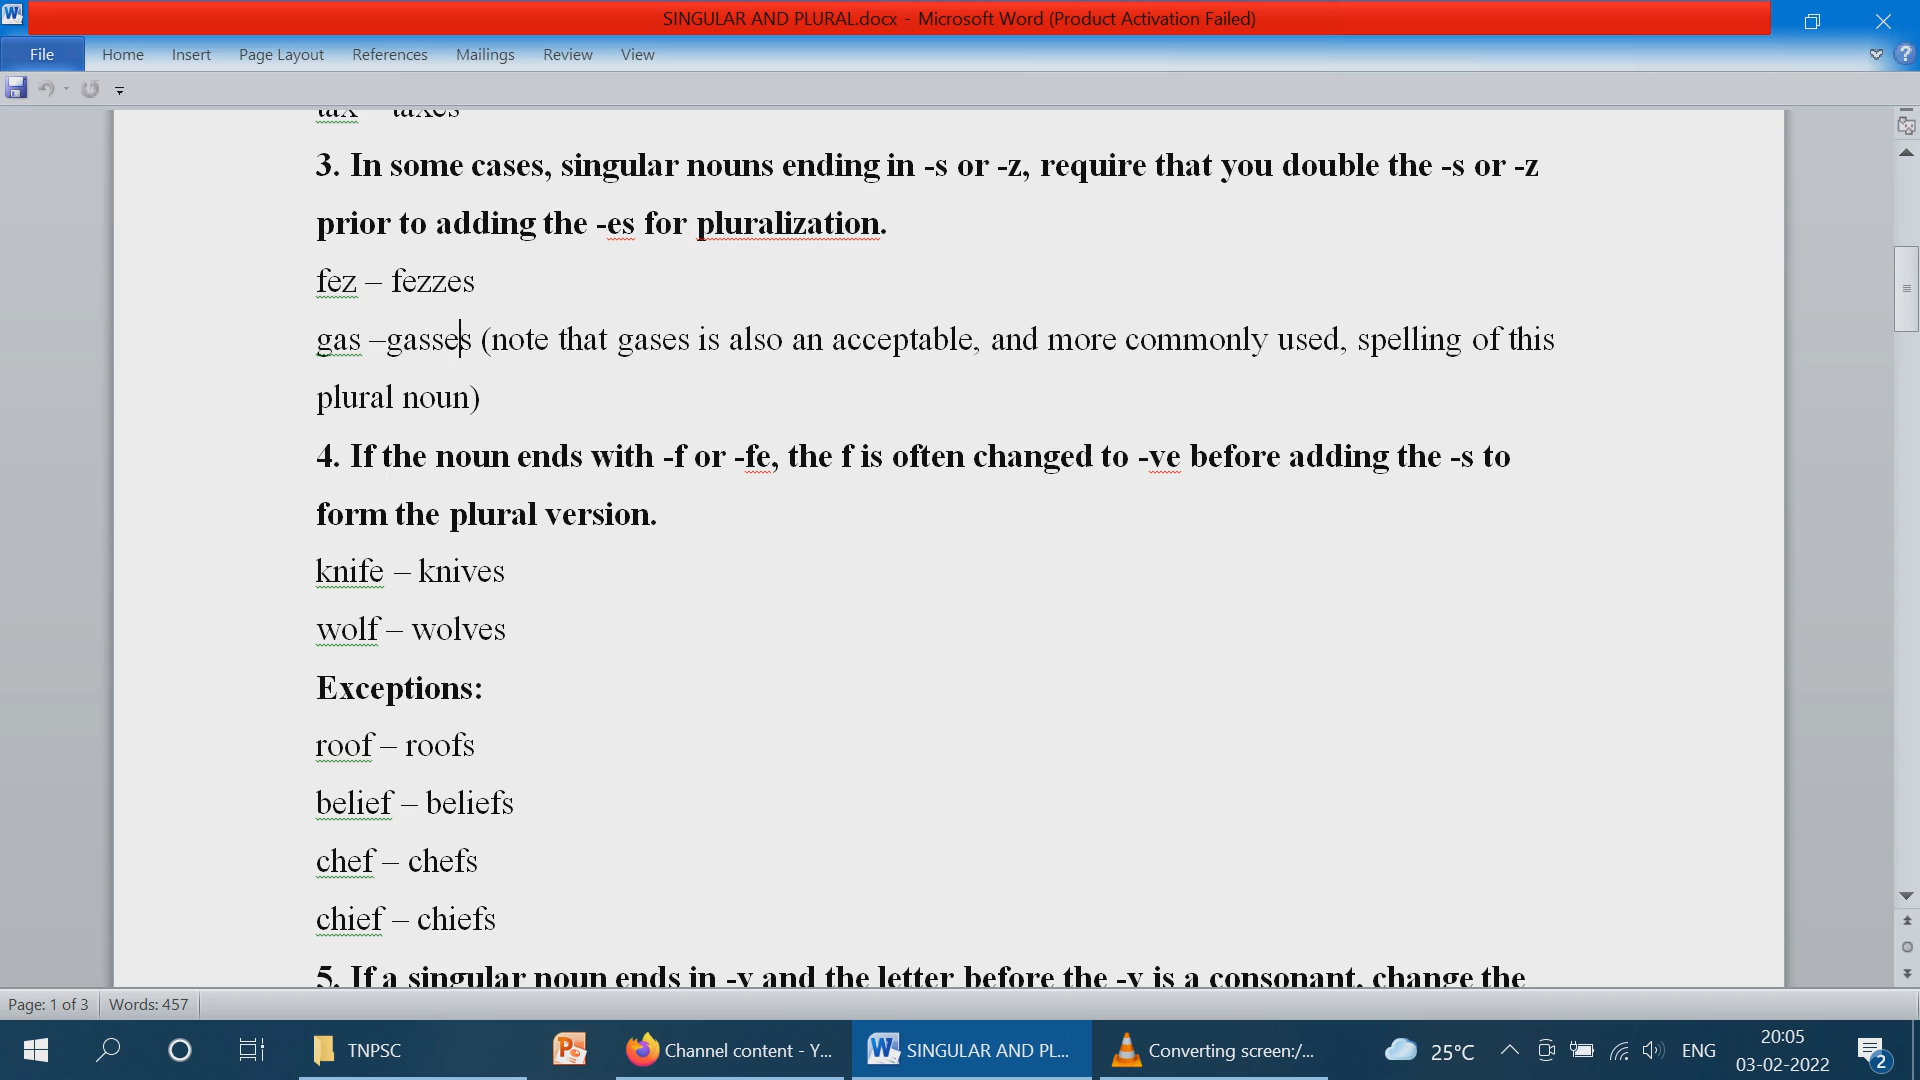 SINGULAR AND PLURAL.docx - Microsoft Word (Product Activation Failed)
File Home Insert Page Layout References Mailings Review View
tax – taxes
3. In some cases, singular nouns ending in -s or -z, require that you double the -s or -z
prior to adding the -es for pluralization.
fez – fezzes
gas –gasses (note that gases is also an acceptable, and more commonly used, spelling of this
plural noun)
4. If the noun ends with -f or -fe, the f is often changed to -ve before adding the -s to
form the plural version.
knife – knives
wolf – wolves
Exceptions:
roof – roofs
belief – beliefs
chef – chefs
chief – chiefs
5. If a singular noun ends in -y and the letter before the -y is a consonant, change the
Page: 1 of 3 Words: 457
TNPSC Channel content - Y... SINGULAR AND PL... Converting screen:/... 25°C ENG 20:05
03-02-2022 2